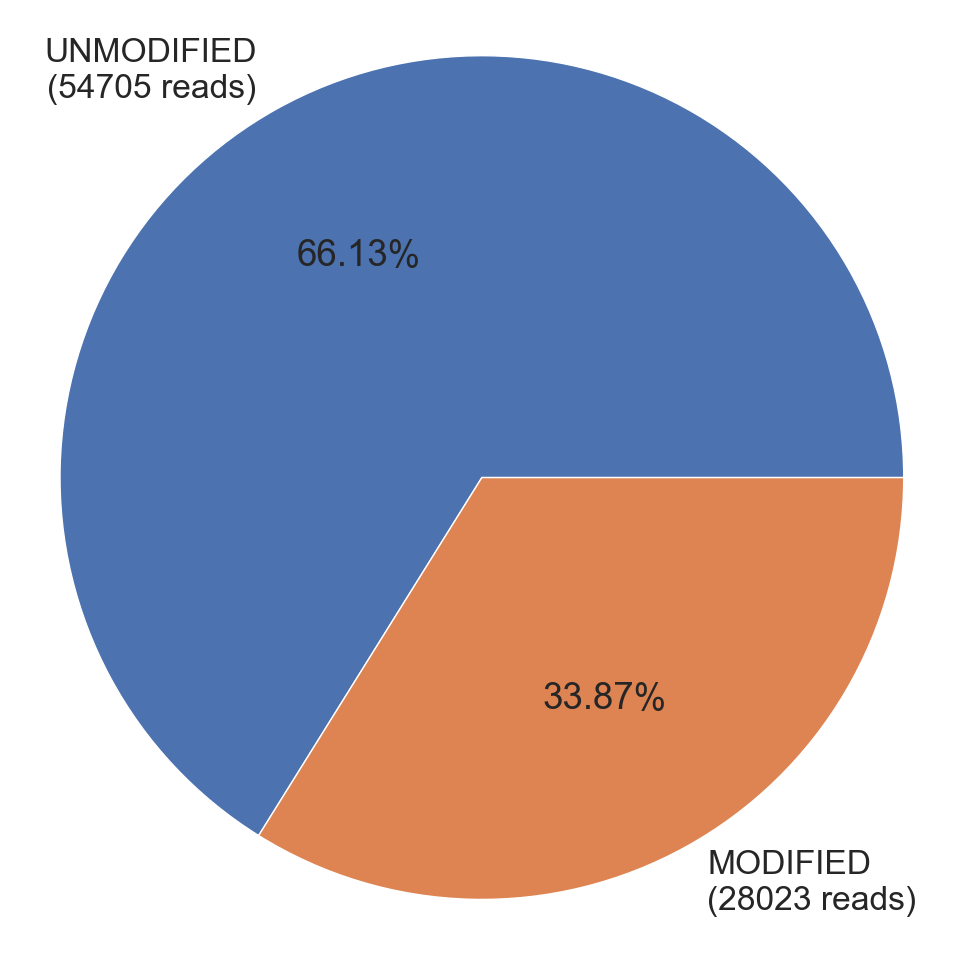 UNMODIFIED
(54705 reads)
66.13%
33.87%
MODIFIED
(28023 reads)